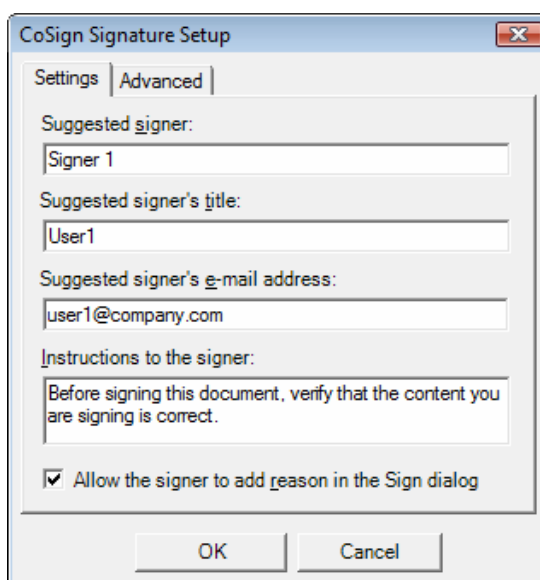 CoSign Signature Setup
Settings Advanced
Suggested signer:
Signer 1
Suggested signer's title:
User1
Suggested signer's e-mail address:
user1@company.com
Instructions to the signer:
Before signing this document, verify that the content you
are signing is correct.
Allow the signer to add reason in the Sign dialog
OK Cancel